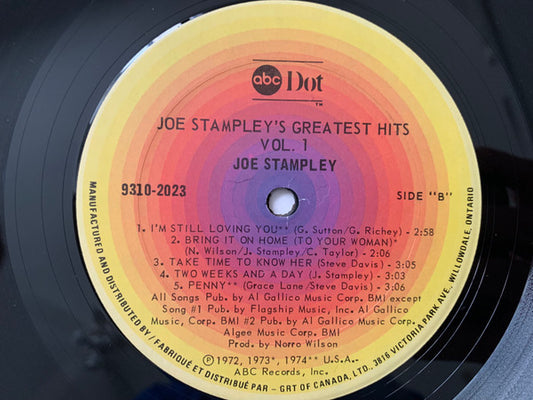 abc Dot
TM
JOE STAMPLEY'S GREATEST HITS
VOL. 1
JOE STAMPLEY
9310-2023
SIDE "B"
1. I'M STILL LOVING YOU** (G. Sutton/G. Richey) - 2:58
2. BRING IT ON HOME (TO YOUR WOMAN)*
(N. Wilson/J. Stampley/C. Taylor) - 2:06
3. TAKE TIME TO KNOW HER (Steve Davis) - 3:05
4. TWO WEEKS AND A DAY (J. Stampley) - 3:03
5. PENNY** (Grace Lane/Steve Davis) - 2:06
All Songs Pub. by Al Gallico Music Corp. BMI except
Song #1 Pub. by Flagship Music, Inc. Al Gallico
Music, Corp. BMI #2 Pub. by Al Gallico Music Corp.
Algee Music Corp. BMI
Prod. by Norro Wilson
Ⓟ 1972, 1973*, 1974** U.S.A.
ABC Records, Inc.
MANUFACTURED AND DISTRIBUTED BY / FABRIQUÉ ET DISTRIBUÉ PAR - GRT OF CANADA, LTD., 3816 VICTORIA PARK AVE. WILLOWDALE, ONTARIO